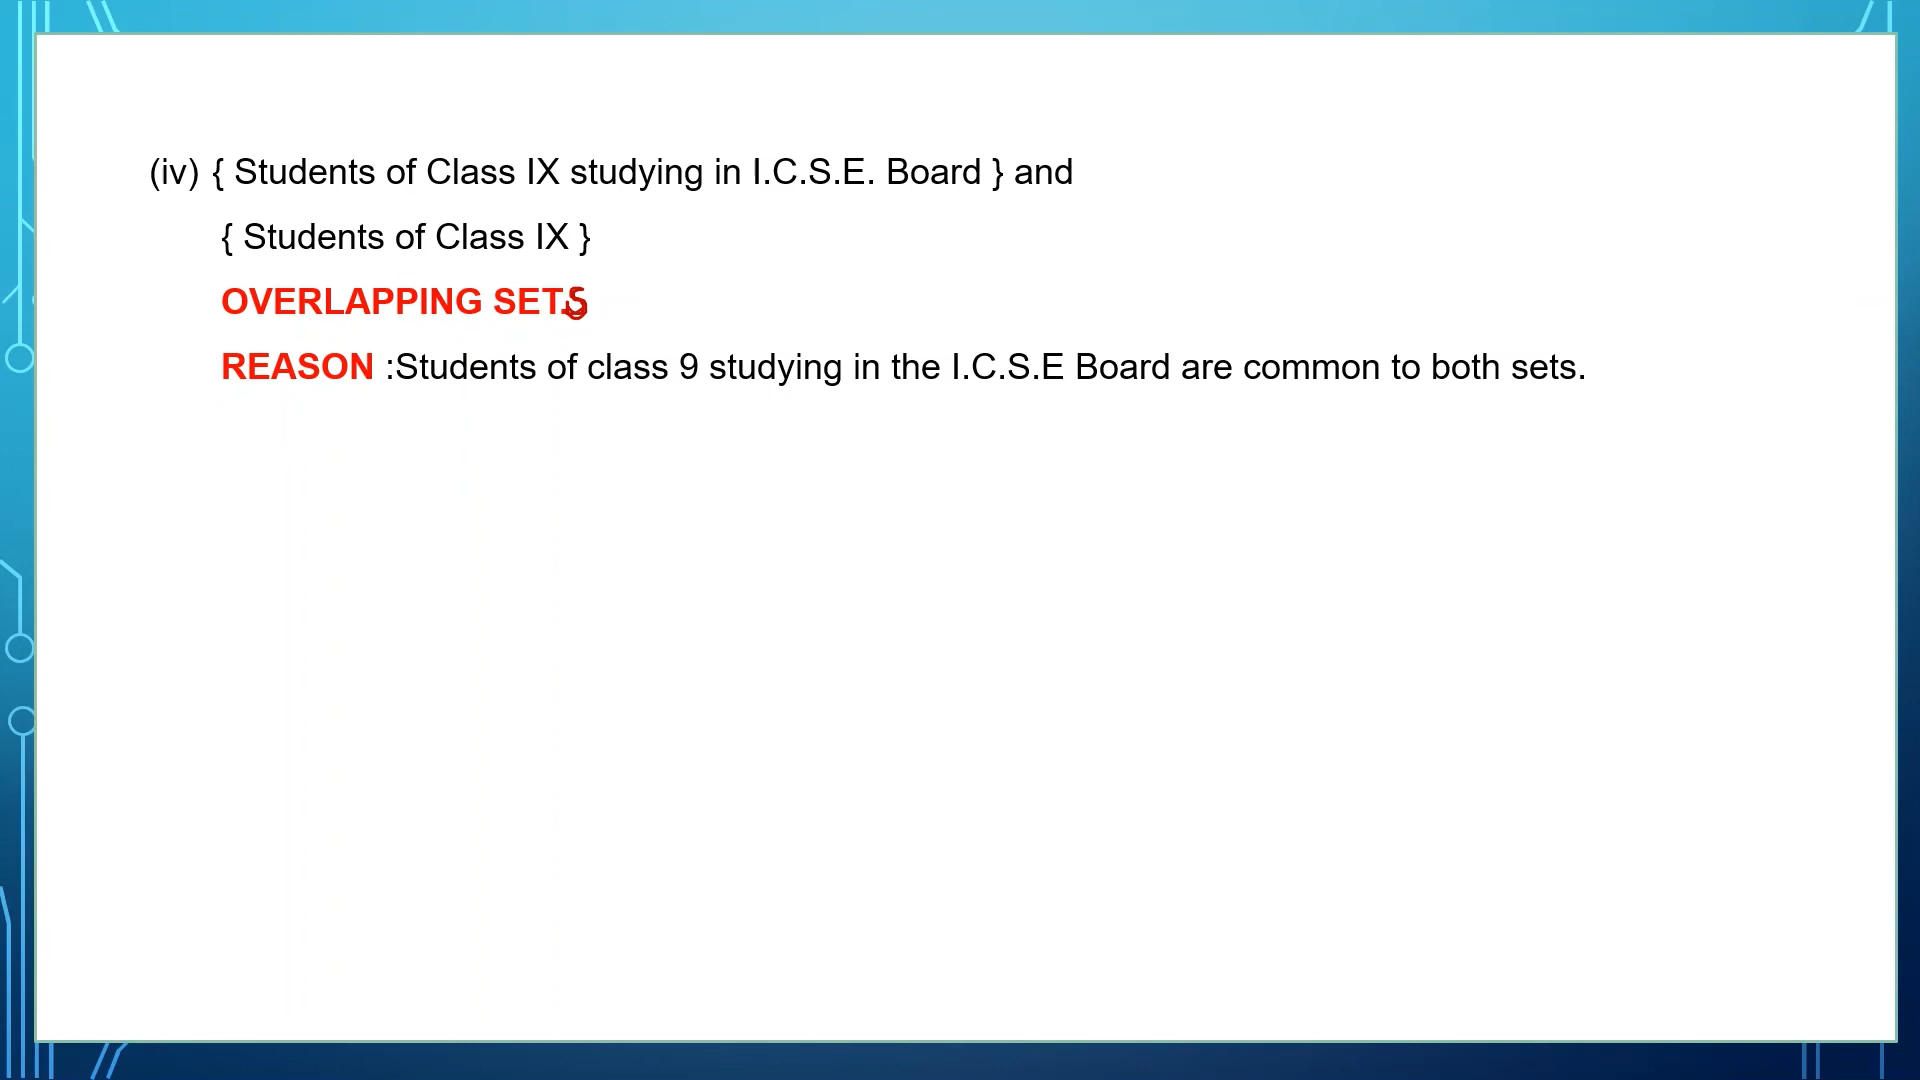 (iv) { Students of Class IX studying in I.C.S.E. Board } and
{ Students of Class IX }
OVERLAPPING SETS
REASON :Students of class 9 studying in the I.C.S.E Board are common to both sets.